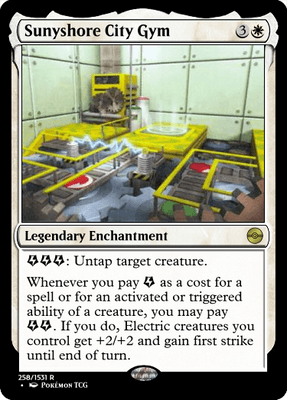 Sunyshore City Gym 3
Legendary Enchantment
: Untap target creature.
Whenever you pay as a cost for a
spell or for an activated or triggered
ability of a creature, you may pay
. If you do, Electric creatures you
control get +2/+2 and gain first strike
until end of turn.
258/1531 R
• Pokémon TCG